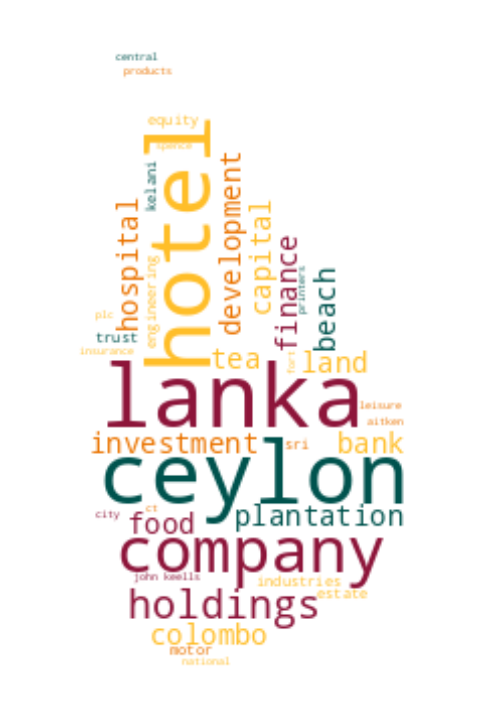 central
products
equity
spence
hotel
kelani
development
hospital
capital
engineering
finance
printers
beach
plc
trust
insurance
tea
fort
land
lanka
leisure
aitken
investment
sri
bank
ceylon
city
ct
food
plantation
company
john keells
industries
estate
holdings
colombo
motor
national